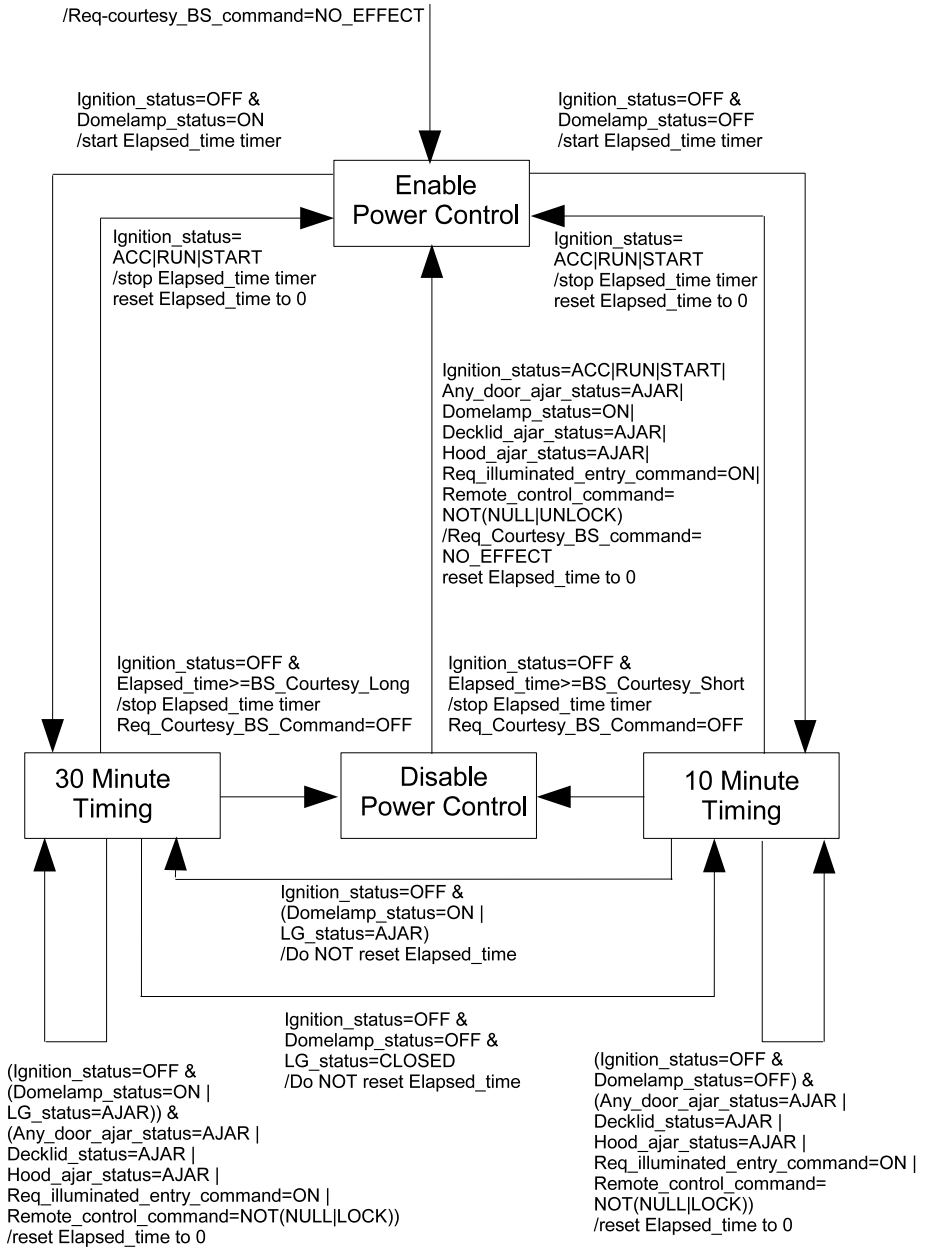 /Req-courtesy_BS_command=NO_EFFECT
Ignition_status=OFF &
Domelamp_status=ON
/start Elapsed_time timer
Ignition_status=OFF &
Domelamp_status=OFF
/start Elapsed_time timer
Enable
Power Control
Ignition_status=
ACC|RUN|START
/stop Elapsed_time timer
reset Elapsed_time to 0
Ignition_status=
ACC|RUN|START
/stop Elapsed_time timer
reset Elapsed_time to 0
Ignition_status=ACC|RUN|START|
Any_door_ajar_status=AJAR|
Domelamp_status=ON|
Decklid_ajar_status=AJAR|
Hood_ajar_status=AJAR|
Req_illuminated_entry_command=ON|
Remote_control_command=
NOT(NULL|UNLOCK)
/Req_Courtesy_BS_command=
NO_EFFECT
reset Elapsed_time to 0
Ignition_status=OFF &
Elapsed_time>=BS_Courtesy_Long
/stop Elapsed_time timer
Req_Courtesy_BS_Command=OFF
Ignition_status=OFF &
Elapsed_time>=BS_Courtesy_Short
/stop Elapsed_time timer
Req_Courtesy_BS_Command=OFF
30 Minute
Timing
Disable
Power Control
10 Minute
Timing
Ignition_status=OFF &
(Domelamp_status=ON |
LG_status=AJAR)
/Do NOT reset Elapsed_time
Ignition_status=OFF &
Domelamp_status=OFF &
LG_status=CLOSED
/Do NOT reset Elapsed_time
(Ignition_status=OFF &
(Domelamp_status=ON |
LG_status=AJAR)) &
(Any_door_ajar_status=AJAR |
Decklid_status=AJAR |
Hood_ajar_status=AJAR |
Req_illuminated_entry_command=ON |
Remote_control_command=NOT(NULL|LOCK))
/reset Elapsed_time to 0
(Ignition_status=OFF &
Domelamp_status=OFF) &
(Any_door_ajar_status=AJAR |
Decklid_status=AJAR |
Hood_ajar_status=AJAR |
Req_illuminated_entry_command=ON |
Remote_control_command=
NOT(NULL|LOCK))
/reset Elapsed_time to 0